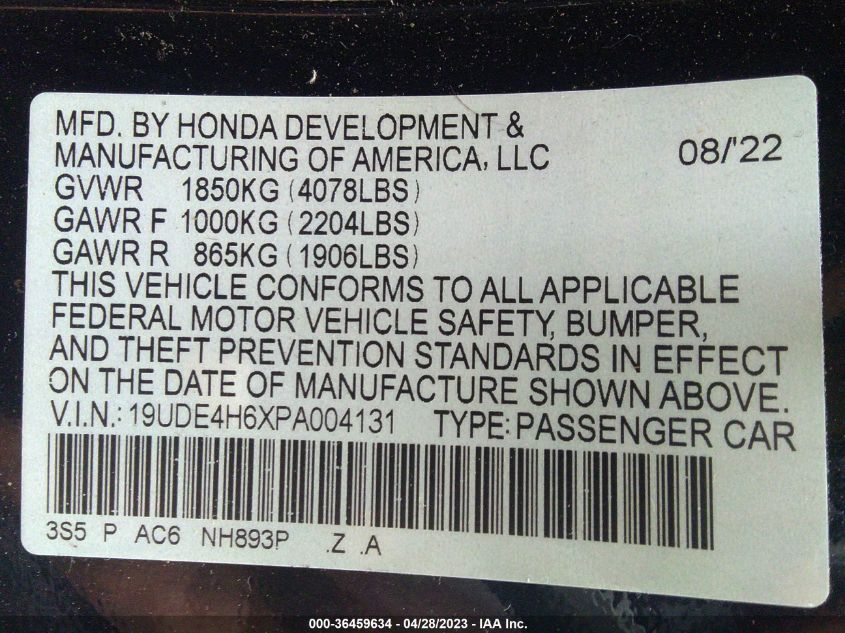 MFD. BY HONDA DEVELOPMENT &
MANUFACTURING OF AMERICA, LLC 08/'22
GVWR 1850KG (4078LBS)
GAWR F 1000KG (2204LBS)
GAWR R 865KG (1906LBS)
THIS VEHICLE CONFORMS TO ALL APPLICABLE
FEDERAL MOTOR VEHICLE SAFETY, BUMPER,
AND THEFT PREVENTION STANDARDS IN EFFECT
ON THE DATE OF MANUFACTURE SHOWN ABOVE.
V.I.N.: 19UDE4H6XPA004131 TYPE: PASSENGER CAR
3S5 P AC6 NH893P .Z .A
000-36459634 / 04/28/2023 - IAA Inc.